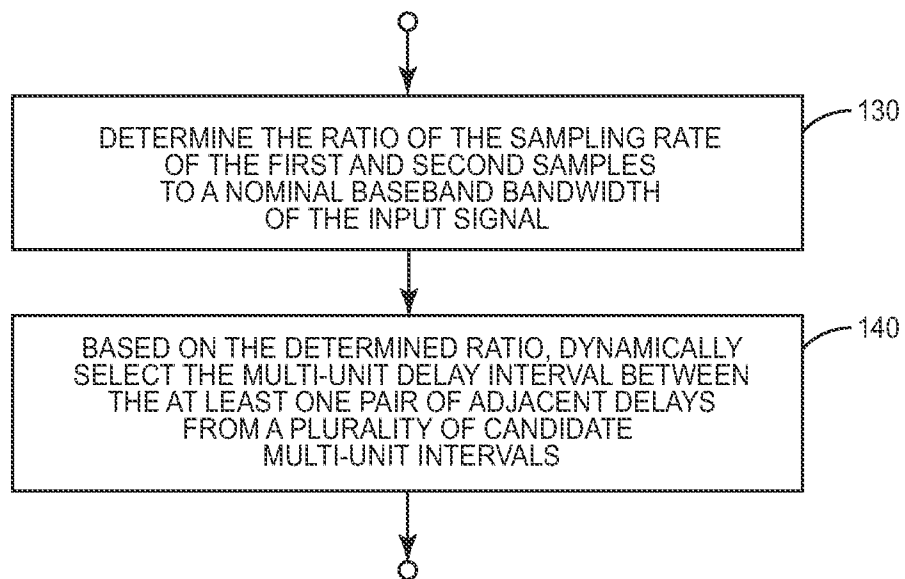 DETERMINE THE RATIO OF THE SAMPLING RATE
OF THE FIRST AND SECOND SAMPLES
TO A NOMINAL BASEBAND BANDWIDTH
OF THE INPUT SIGNAL
130
BASED ON THE DETERMINED RATIO, DYNAMICALLY
SELECT THE MULTI-UNIT DELAY INTERVAL BETWEEN
THE AT LEAST ONE PAIR OF ADJACENT DELAYS
FROM A PLURALITY OF CANDIDATE
MULTI-UNIT INTERVALS
140